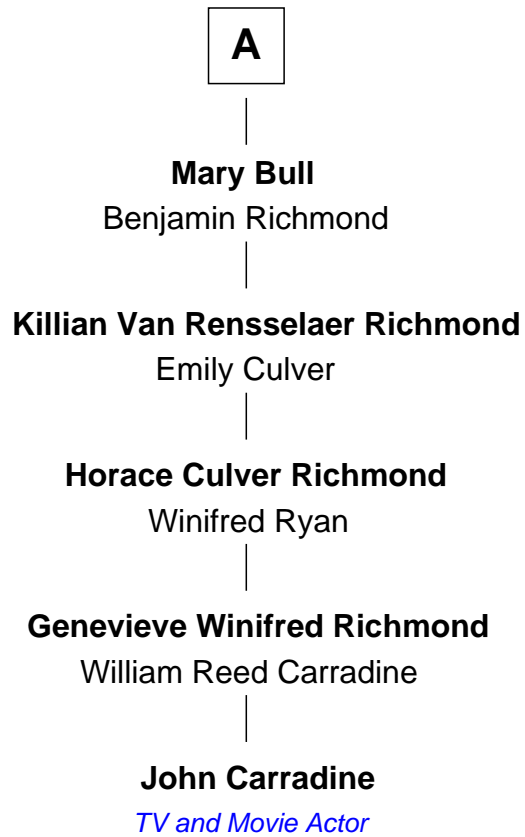 A
Mary Bull
Benjamin Richmond
Killian Van Rensselaer Richmond
Emily Culver
Horace Culver Richmond
Winifred Ryan
Genevieve Winifred Richmond
William Reed Carradine
John Carradine
TV and Movie Actor